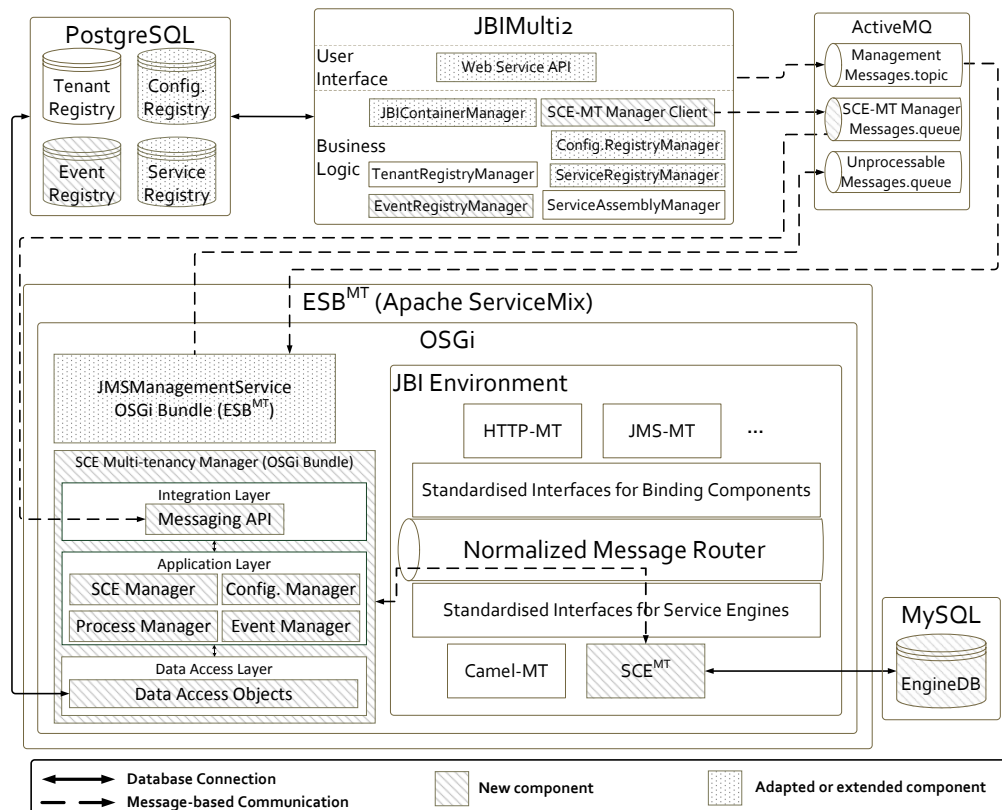 PostgreSQL
Tenant
Registry
Config.
Registry
Event
Registry
Service
Registry
JBIMulti2
User
Interface
Web Service API
Business
Logic
JBIContainerManager
SCE-MT Manager Client
Config.RegistryManager
TenantRegistryManager
ServiceRegistryManager
EventRegistryManager
ServiceAssemblyManager
ActiveMQ
Management
Messages.topic
SCE-MT Manager
Messages.queue
Unprocessable
Messages.queue
ESBMT (Apache ServiceMix)
OSGi
JMSManagementService
OSGi Bundle (ESBMT)
SCE Multi-tenancy Manager (OSGi Bundle)
Integration Layer
Messaging API
Application Layer
SCE Manager
Config. Manager
Process Manager
Event Manager
Data Access Layer
Data Access Objects
JBI Environment
HTTP-MT
JMS-MT
...
Standardised Interfaces for Binding Components
Normalized Message Router
Standardised Interfaces for Service Engines
Camel-MT
SCEMT
MySQL
EngineDB
Database Connection
Message-based Communication
New component
Adapted or extended component